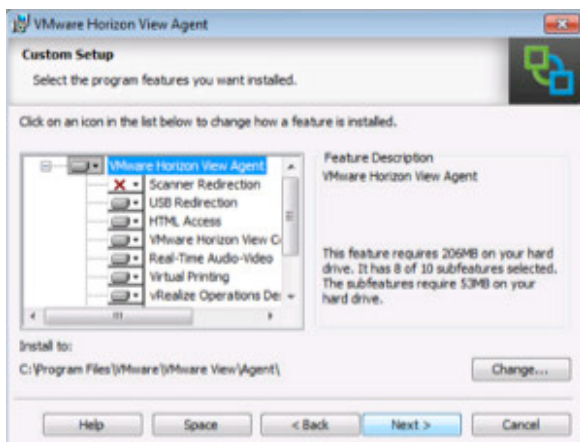 VMware Horizon View Agent
Custom Setup
Select the program features you want installed.
Click on an icon in the list below to change how a feature is installed.
VMware Horizon View Agent
Scanner Redirection
USB Redirection
HTML Access
VMware Horizon View C
Real-Time Audio-Video
Virtual Printing
vRealize Operations De
Feature Description
VMware Horizon View Agent
This feature requires 206MB on your hard
drive. It has 8 of 10 subfeatures selected.
The subfeatures require 53MB on your
hard drive.
Install to:
C:\Program Files\VMware\VMware View\Agent\
Change...
Help
Space
< Back
Next >
Cancel